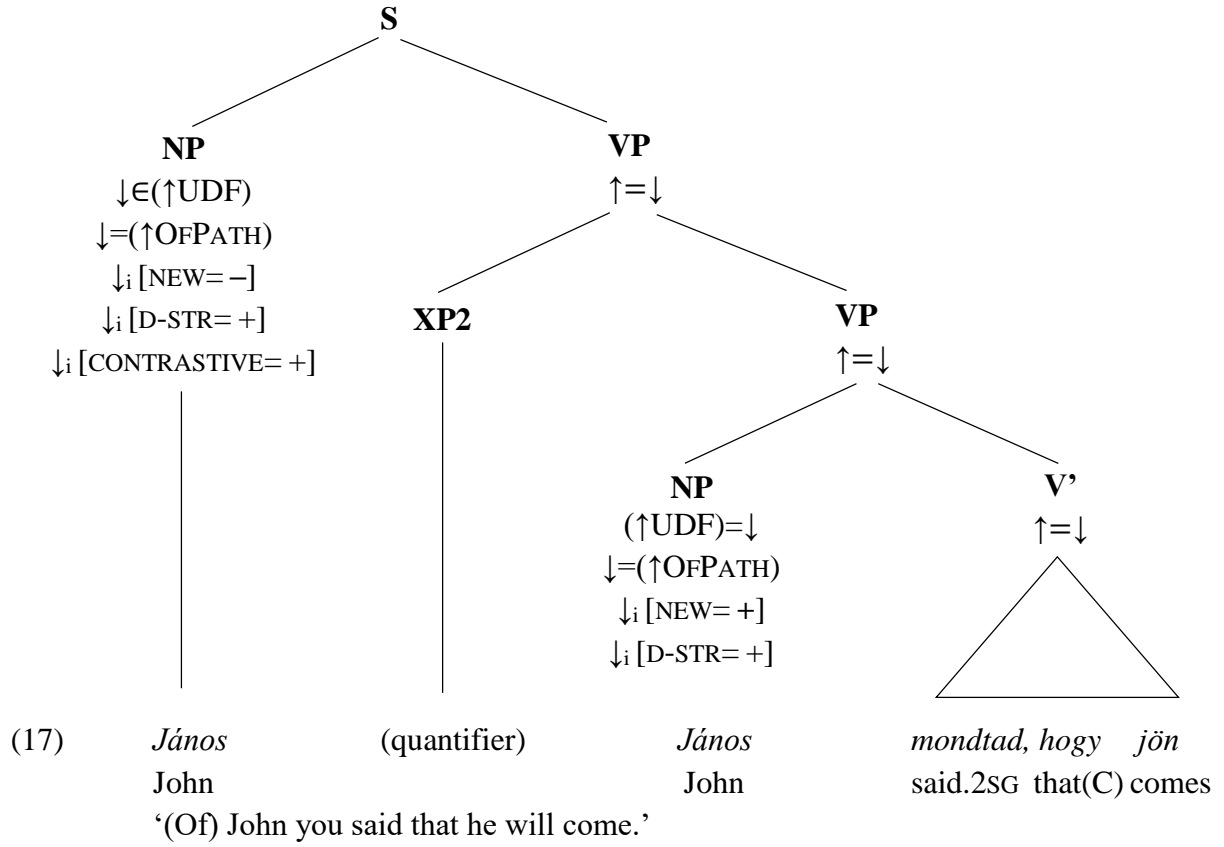 S
NP
VP
↓∈(↑UDF)
↑=↓
↓=(↑OFPATH)
↓i [NEW= –]
↓i [D-STR= +]
↓i [CONTRASTIVE= +]
XP2
VP
↑=↓
NP
V’
(↑UDF)=↓
↑=↓
↓=(↑OFPATH)
↓i [NEW= +]
↓i [D-STR= +]
(17) János (quantifier) János mondtad, hogy jön
John John said.2SG that(C) comes
‘(Of) John you said that he will come.’